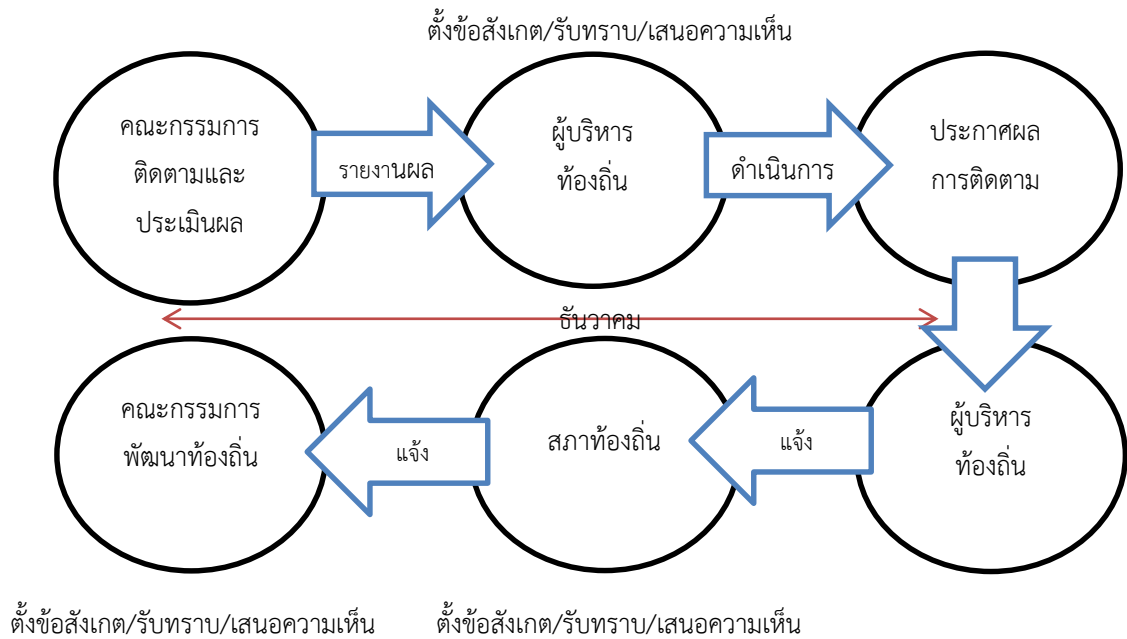 ตั้งข้อสังเกต/รับทราบ/เสนอความเห็น
คณะกรรมการ
ติดตามและ
ประเมินผล
รายงานผล
ผู้บริหาร
ท้องถิ่น
ดำเนินการ
ประกาศผล
การติดตาม
ธันวาคม
ผู้บริหาร
ท้องถิ่น
แจ้ง
สภาท้องถิ่น
แจ้ง
คณะกรรมการ
พัฒนาท้องถิ่น
ตั้งข้อสังเกต/รับทราบ/เสนอความเห็น
ตั้งข้อสังเกต/รับทราบ/เสนอความเห็น